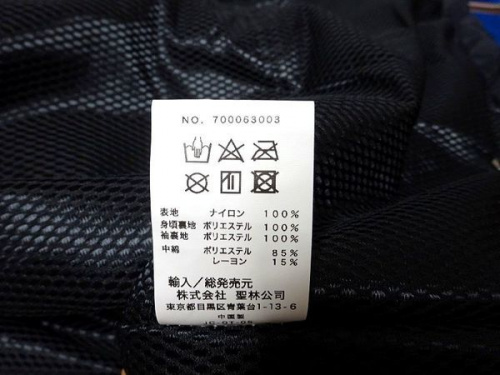 NO. 700063003
表地 ナイロン 100%
身頃裏地 ポリエステル 100%
袖裏地 ポリエステル 100%
中綿 ポリエステル 85%
レーヨン 15%
輸入/総発売元
株式会社 聖林公司
東京都目黒区青葉台1-13-6
中国製